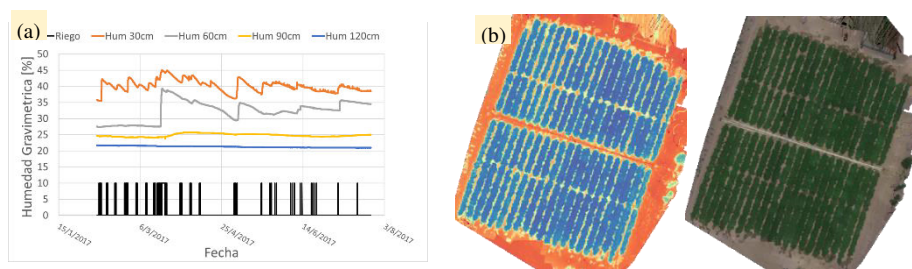 (a)
Riego Hum 30cm Hum 60cm Hum 90cm Hum 120cm
Humedad Gravimetrica [%]
50
45
40
35
30
25
20
15
10
5
0
15/1/2017 6/3/2017 25/4/2017 14/6/2017 3/8/2017
Fecha
(b)